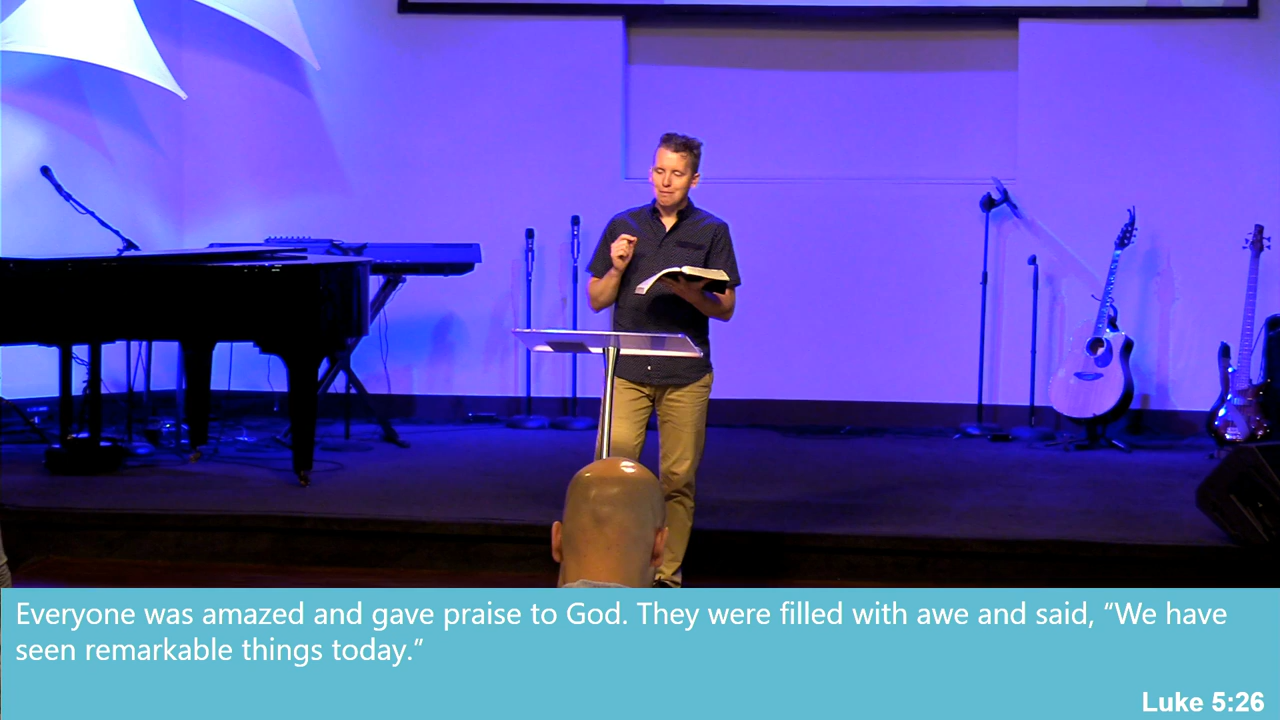 Everyone was amazed and gave praise to God. They were filled with awe and said, “We have
seen remarkable things today.”
Luke 5:26